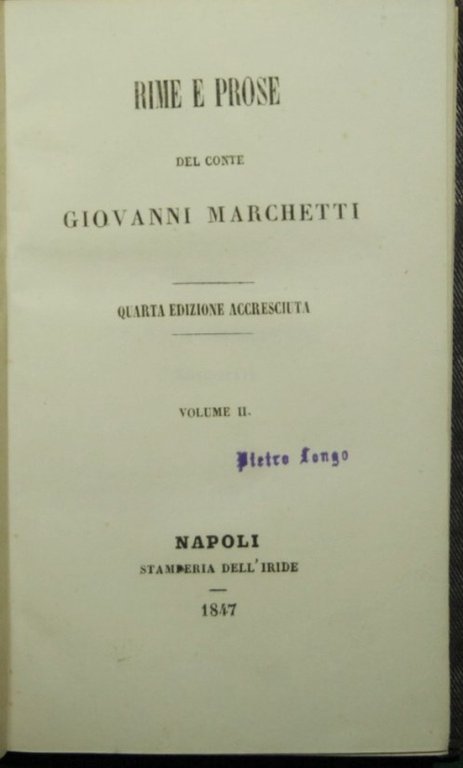 RIME E PROSE
DEL CONTE
GIOVANNI MARCHETTI
QUARTA EDIZIONE ACCRESCIUTA
VOLUME II.
Pietro Longo
NAPOLI
STAMPERIA DELL'IRIDE
1847